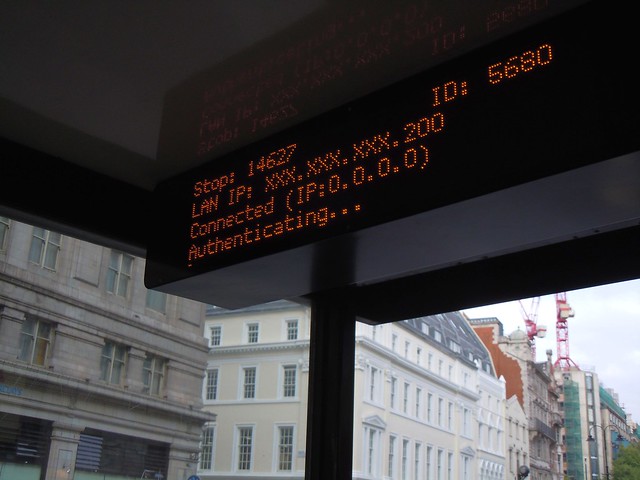 ID: 5680
Stop: 14627
LAN IP: XXX.XXX.XXX.200
Connected (IP:0.0.0.0)
Authenticating...